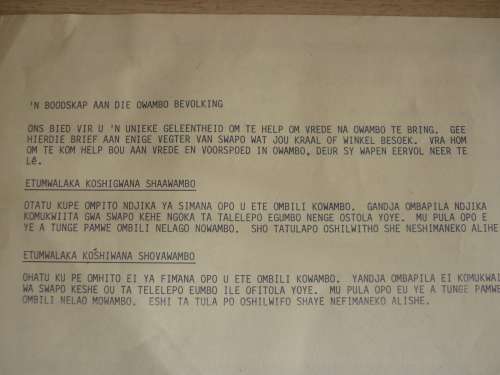 'N BOODSKAP AAN DIE OWAMBO BEVOLKING
ONS BIED VIR U 'N UNIEKE GELEENTHEID OM TE HELP OM VREDE NA OWAMBO TE BRING. GEE
HIERDIE BRIEF AAN ENIGE VEGTER VAN SWAPO WAT JOU KRAAL OF WINKEL BESOEK. VRA HOM
OM TE KOM HELP BOU AAN VREDE EN VOORSPOED IN OWAMBO, DEUR SY WAPEN EERVOL NEER TE
LÊ.
ETUMWALAKA KOSHIGWANA SHAAWAMBO
OTATU KUPE OMPITO NDJIKA YA SIMANA OPO U ETE OMBILI KOWAMBO. GANDJA OMBAPILA NDJIKA
KOMUKWIITA GWA SWAPO KEHE NGOKA TA TALELEPO EGUMBO NENGE OSTOLA YOYE. MU PULA OPO E
YE A TUNGE PAMWE OMBILI NELAGO NOWAMBO. SHO TATULAPO OSHILWITHO SHE NESHIMANEKO ALIHE
ETUMWALAKA KOSHIWANA SHOVAWAMBO
OHATU KU PE OMHITO EI YA FIMANA OPO U ETE OMBILI KOWAMBO. YANDJA OMBAPILA EI KOMUKWAI
WA SWAPO KESHE OU TA TELELEPO EUMBO ILE OFITOLA YOYE. MU PULA OPO EU YE A TUNGE PAMWE
OMBILI NELAO MOWAMBO. ESHI TA TULA PO OSHILWIFO SHAYE NEFIMANEKO ALISHE.